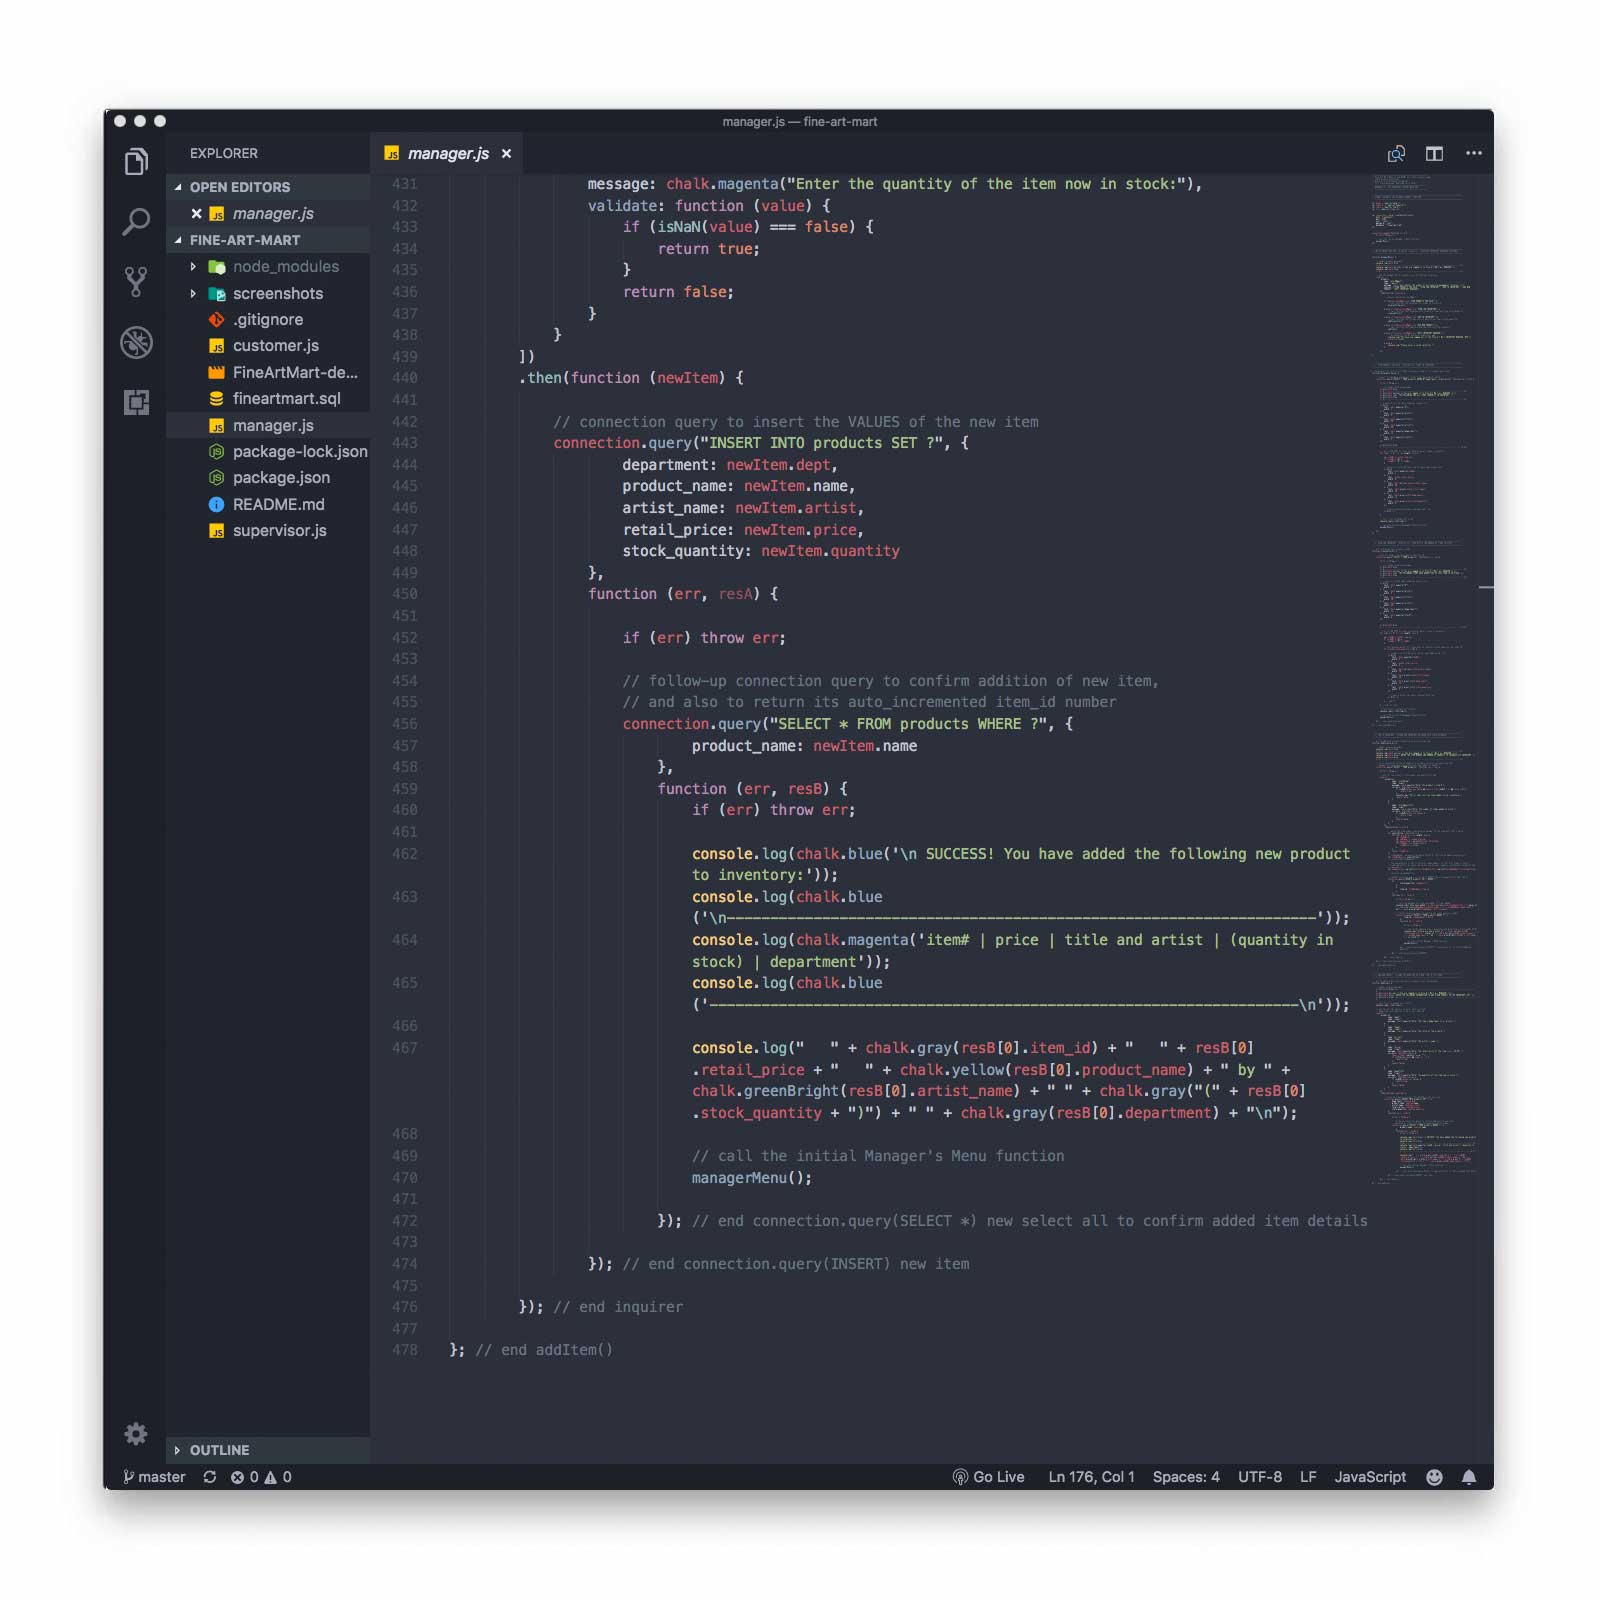 manager.js — fine-art-mart
EXPLORER
OPEN EDITORS
manager.js
FINE-ART-MART
node_modules
screenshots
.gitignore
customer.js
FineArtMart-de...
fineartmart.sql
manager.js
package-lock.json
package.json
README.md
supervisor.js
OUTLINE
manager.js
431 message: chalk.magenta("Enter the quantity of the item now in stock:"),
432 validate: function (value) {
433 if (isNaN(value) === false) {
434 return true;
435 }
436 return false;
437 }
438 }
439 ])
440 .then(function (newItem) {
441
442 // connection query to insert the VALUES of the new item
443 connection.query("INSERT INTO products SET ?", {
444 department: newItem.dept,
445 product_name: newItem.name,
446 artist_name: newItem.artist,
447 retail_price: newItem.price,
448 stock_quantity: newItem.quantity
449 },
450 function (err, resA) {
451
452 if (err) throw err;
453
454 // follow-up connection query to confirm addition of new item,
455 // and also to return its auto_incremented item_id number
456 connection.query("SELECT * FROM products WHERE ?", {
457 product_name: newItem.name
458 },
459 function (err, resB) {
460 if (err) throw err;
461
462 console.log(chalk.blue('\n SUCCESS! You have added the following new product
to inventory:'));
463 console.log(chalk.blue
('\n--------------------------------------------------------------------'));
464 console.log(chalk.magenta('item# | price | title and artist | (quantity in
stock) | department'));
465 console.log(chalk.blue
('--------------------------------------------------------------------\n'));
466
467 console.log("   " + chalk.gray(resB[0].item_id) + "   " + resB[0]
.retail_price + "   " + chalk.yellow(resB[0].product_name) + " by " +
chalk.greenBright(resB[0].artist_name) + " " + chalk.gray("(" + resB[0]
.stock_quantity + ")") + " " + chalk.gray(resB[0].department) + "\n");
468
469 // call the initial Manager's Menu function
470 managerMenu();
471
472 }); // end connection.query(SELECT *) new select all to confirm added item details
473
474 }); // end connection.query(INSERT) new item
475
476 }); // end inquirer
477
478 }; // end addItem()
master 0 0 Go Live Ln 176, Col 1 Spaces: 4 UTF-8 LF JavaScript